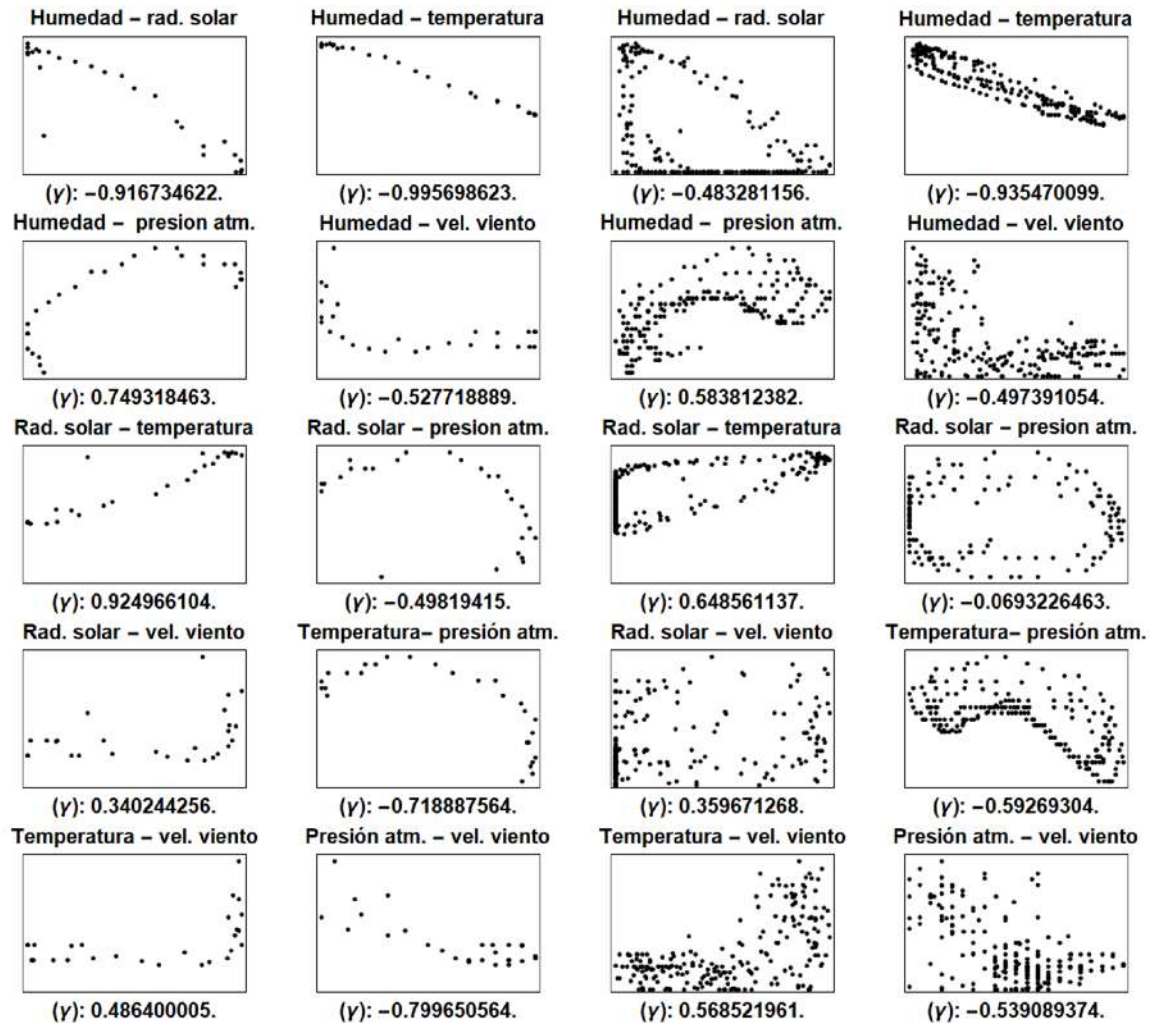 Humedad – rad. solar
Humedad – temperatura
Humedad – rad. solar
Humedad – temperatura
(γ): −0.916734622.
(γ): −0.995698623.
(γ): −0.483281156.
(γ): −0.935470099.
Humedad – presion atm.
Humedad – vel. viento
Humedad – presion atm.
Humedad – vel. viento
(γ): 0.749318463.
(γ): −0.527718889.
(γ): 0.583812382.
(γ): −0.497391054.
Rad. solar – temperatura
Rad. solar – presion atm.
Rad. solar – temperatura
Rad. solar – presion atm.
(γ): 0.924966104.
(γ): −0.49819415.
(γ): 0.648561137.
(γ): −0.0693226463.
Rad. solar – vel. viento
Temperatura– presión atm.
Rad. solar – vel. viento
Temperatura– presión atm.
(γ): 0.340244256.
(γ): −0.718887564.
(γ): 0.359671268.
(γ): −0.59269304.
Temperatura – vel. viento
Presión atm. – vel. viento
Temperatura – vel. viento
Presión atm. – vel. viento
(γ): 0.486400005.
(γ): −0.799650564.
(γ): 0.568521961.
(γ): −0.539089374.